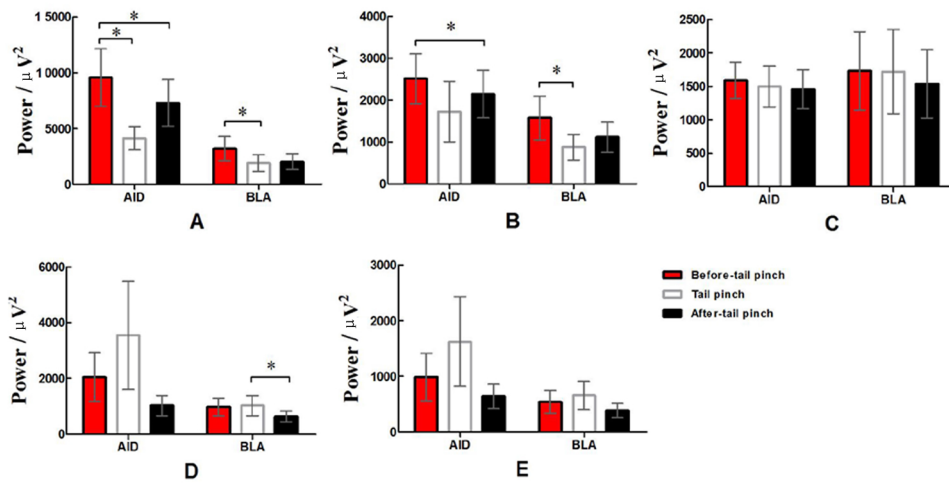 Power / μV²
15000
10000
5000
0
*
*
*
AID
BLA
A
Power / μV²
4000
3000
2000
1000
0
*
*
AID
BLA
B
Power / μV²
2500
2000
1500
1000
500
0
AID
BLA
C
Power / μV²
6000
4000
2000
0
*
AID
BLA
D
Power / μV²
3000
2000
1000
0
AID
BLA
E
Before-tail pinch
Tail pinch
After-tail pinch